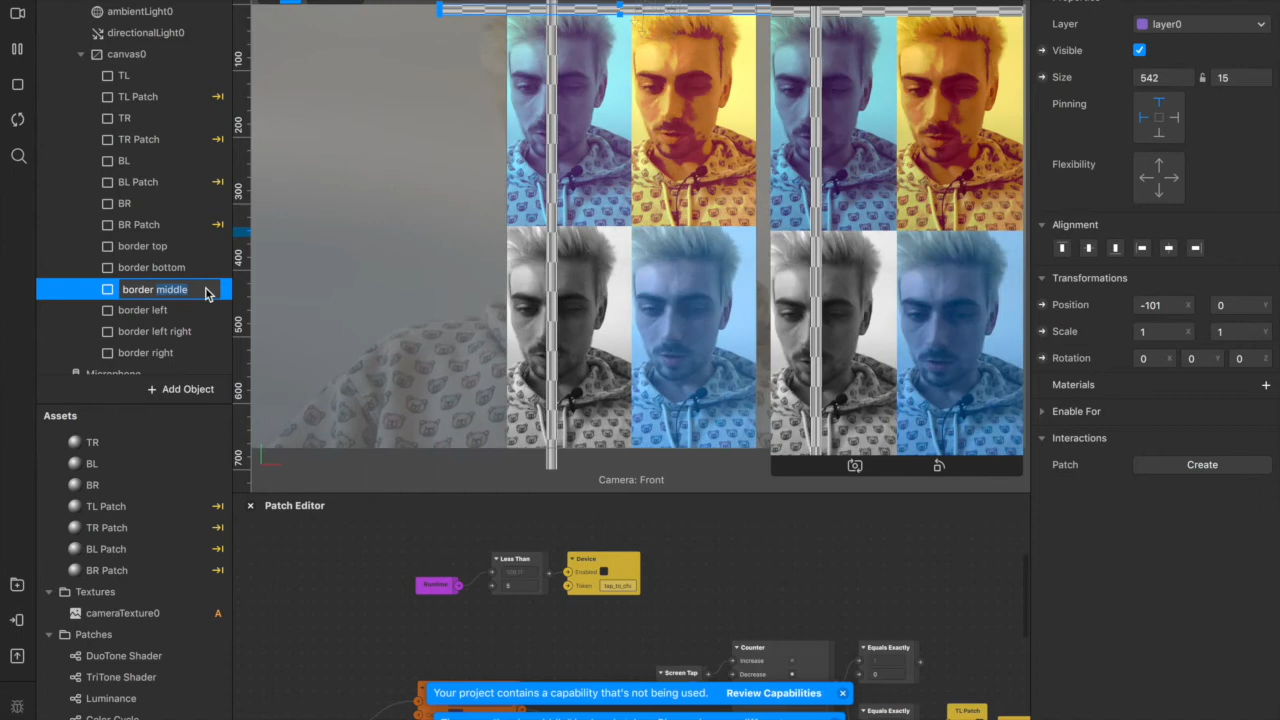 ambientLight0
directionalLight0
canvas0
TL
TL Patch
TR
TR Patch
BL
BL Patch
BR
BR Patch
border top
border bottom
border middle
border left
border left right
border right
Microphone
+ Add Object
Assets
TR
BL
BR
TL Patch
TR Patch
BL Patch
BR Patch
Textures
cameraTexture0 A
Patches
DuoTone Shader
TriTone Shader
Luminance
Color Cycle
100
200
300
400
500
600
700
Camera: Front
Patch Editor
Runtime
Less Than
5
Device
Enabled
Token tap_to_chi
Screen Tap
Counter
Increase
Decrease
Equals Exactly
1
0
Equals Exactly
TL Patch
Your project contains a capability that's not being used. Review Capabilities
Properties
Layer layer0
Visible
Size 542 15
Pinning
Flexibility
Alignment
Transformations
Position -101 X 0 Y
Scale 1 X 1 Y
Rotation 0 X 0 Y 0 Z
Materials +
Enable For
Interactions
Patch Create